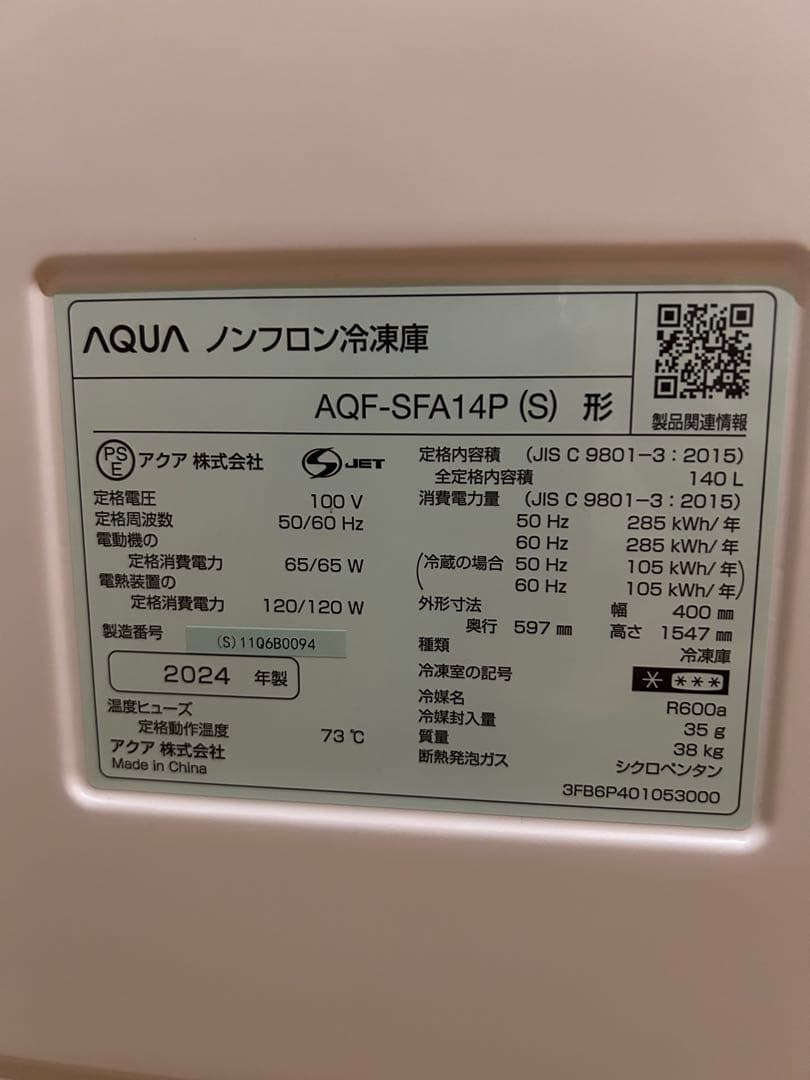 AQUA ノンフロン冷凍庫
AQF-SFA14P (S) 形
製品関連情報
PS
E
アクア 株式会社
S JET
定格電圧 100 V
定格周波数 50/60 Hz
電動機の
定格消費電力 65/65 W
電熱装置の
定格消費電力 120/120 W
製造番号 (S)11Q6B0094
2024 年製
温度ヒューズ
定格動作温度 73 ℃
アクア 株式会社
Made in China
定格内容積 (JIS C 9801-3:2015)
全定格内容積 140 L
消費電力量 (JIS C 9801-3:2015)
50 Hz 285 kWh/年
60 Hz 285 kWh/年
(冷蔵の場合 50 Hz 105 kWh/年
60 Hz 105 kWh/年)
外形寸法 幅 400 ㎜
奥行 597 ㎜ 高さ 1547 ㎜
種類 冷凍庫
冷凍室の記号 * ***
冷媒名 R600a
冷媒封入量 35 g
質量 38 kg
断熱発泡ガス シクロペンタン
3FB6P401053000